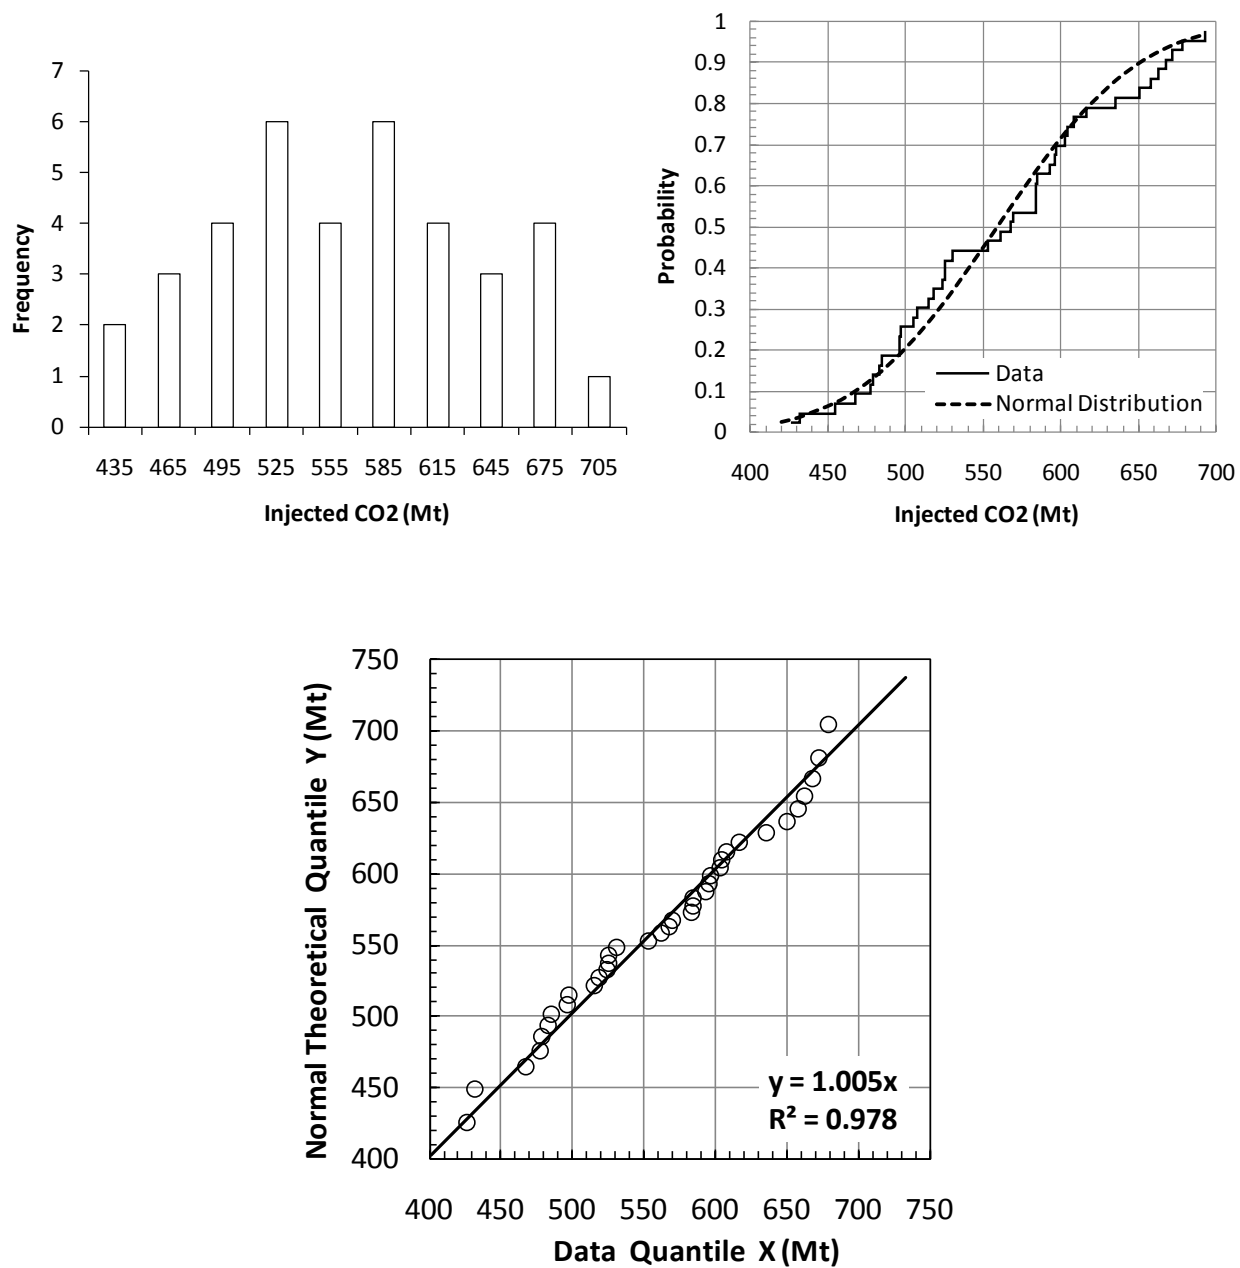 7
6
5
4
3
2
1
0
Frequency
435 465 495 525 555 585 615 645 675 705
Injected CO2 (Mt)
1
0.9
0.8
0.7
0.6
0.5
0.4
0.3
0.2
0.1
0
Probability
Data
Normal Distribution
400 450 500 550 600 650 700
Injected CO2 (Mt)
750
700
650
600
550
500
450
400
Normal Theoretical Quantile Y (Mt)
y = 1.005x
R² = 0.978
400 450 500 550 600 650 700 750
Data Quantile X (Mt)